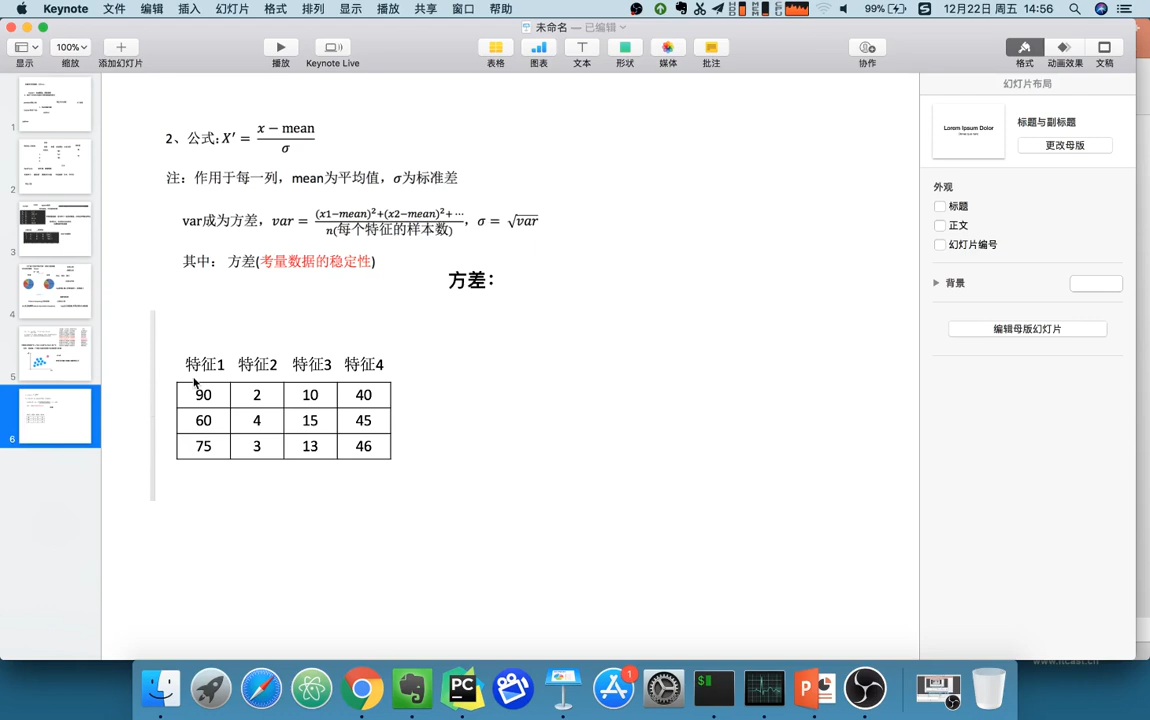 Keynote 文件 编辑 插入 幻灯片 格式 排列 显示 播放 共享 窗口 帮助 99% 12月22日 周五 14:56
未命名 — 已编辑
100%
显示 缩放 添加幻灯片 播放 Keynote Live 表格 图表 文本 形状 媒体 批注 协作 格式 动画效果 文稿
幻灯片布局
Lorem Ipsum Dolor
标题与副标题
更改母版
外观
标题
正文
幻灯片编号
背景
编辑母版幻灯片
1
2
3
4
5
6
2、公式: X′ = (x − mean)/σ
注：作用于每一列，mean为平均值，σ为标准差
var成为方差，var = ((x1−mean)²+(x2−mean)²+⋯)/(n(每个特征的样本数))，σ = √var
其中： 方差(考量数据的稳定性)
方差：
特征1 特征2 特征3 特征4
90 2 10 40
60 4 15 45
75 3 13 46
PC
1
$
www.itcast.cn